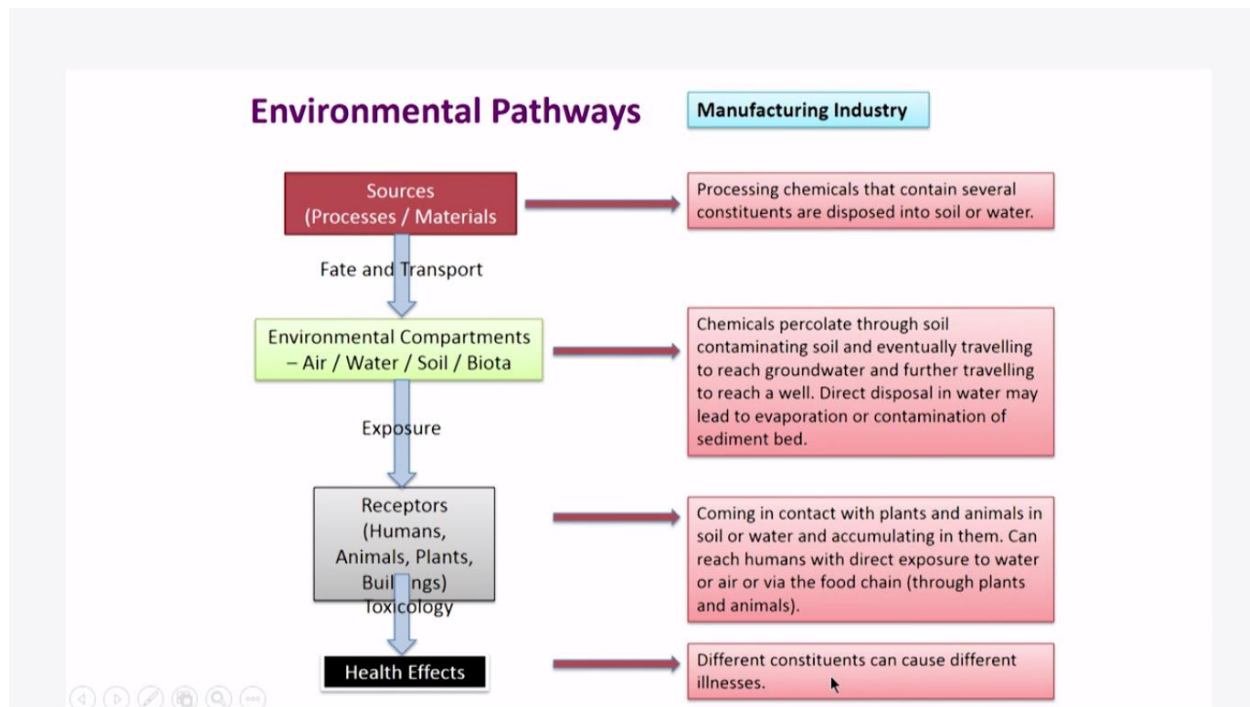 Environmental Pathways
Manufacturing Industry
Sources
(Processes / Materials
Processing chemicals that contain several
constituents are disposed into soil or water.
Fate and Transport
Environmental Compartments
– Air / Water / Soil / Biota
Chemicals percolate through soil
contaminating soil and eventually travelling
to reach groundwater and further travelling
to reach a well. Direct disposal in water may
lead to evaporation or contamination of
sediment bed.
Exposure
Receptors
(Humans,
Animals, Plants,
Buildings)
Coming in contact with plants and animals in
soil or water and accumulating in them. Can
reach humans with direct exposure to water
or air or via the food chain (through plants
and animals).
Toxicology
Health Effects
Different constituents can cause different
illnesses.